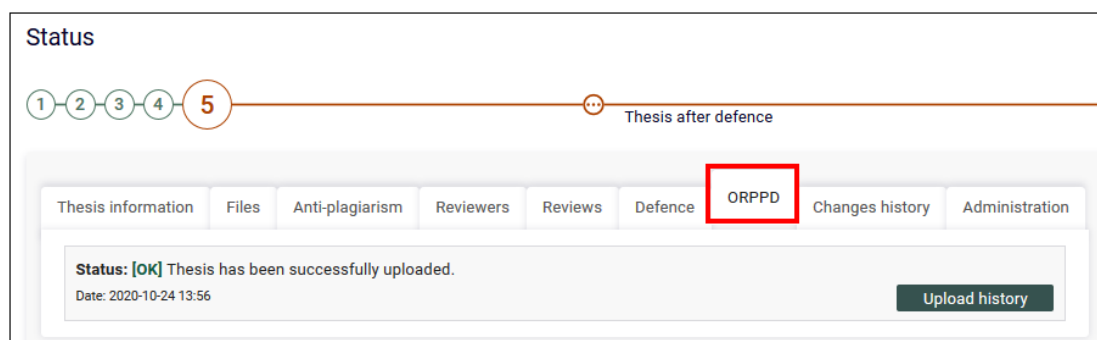 Status
1 2 3 4 5
Thesis after defence
Thesis information Files Anti-plagiarism Reviewers Reviews Defence ORPPD Changes history Administration
Status: [OK] Thesis has been successfully uploaded.
Date: 2020-10-24 13:56
Upload history